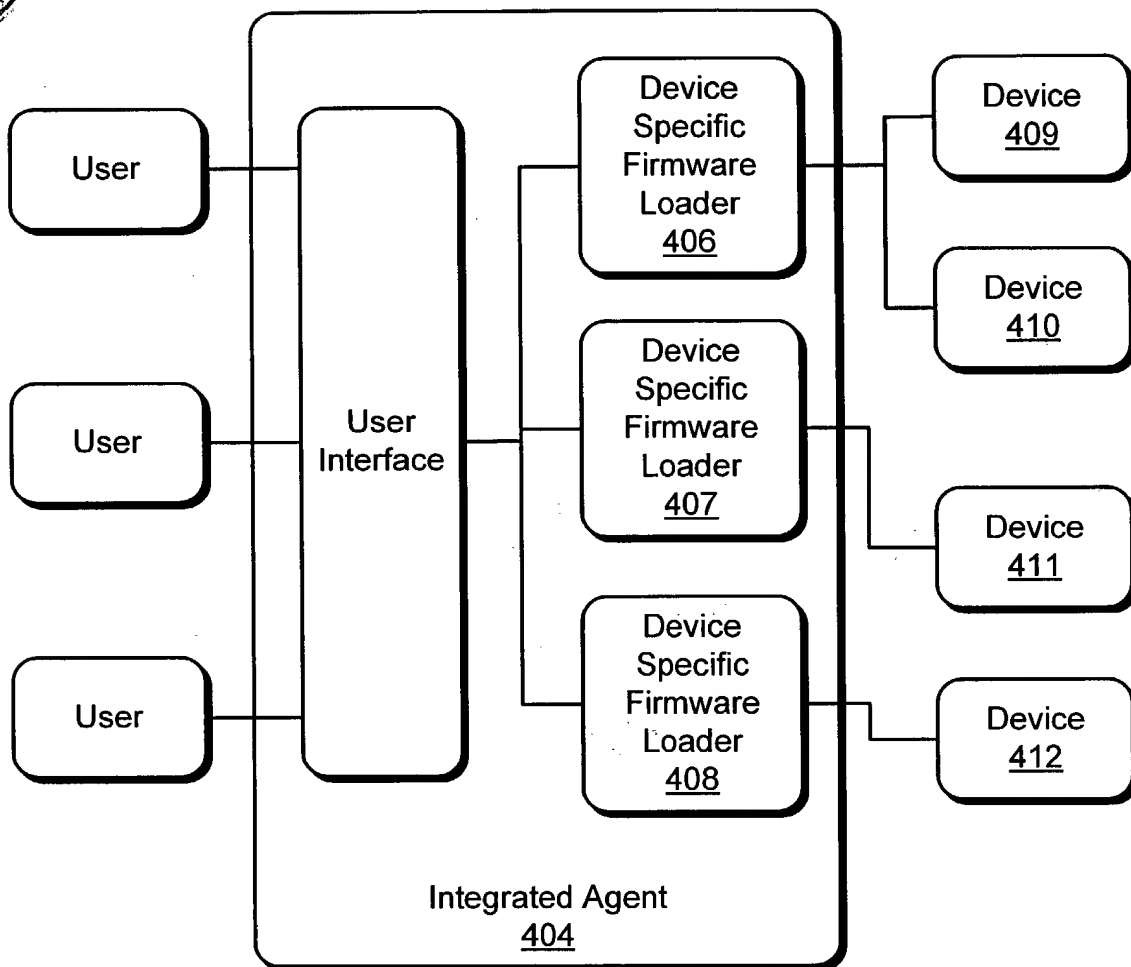 User
User
User
User
Interface
Device
Specific
Firmware
Loader
406
Device
Specific
Firmware
Loader
407
Device
Specific
Firmware
Loader
408
Device
409
Device
410
Device
411
Device
412
Integrated Agent
404